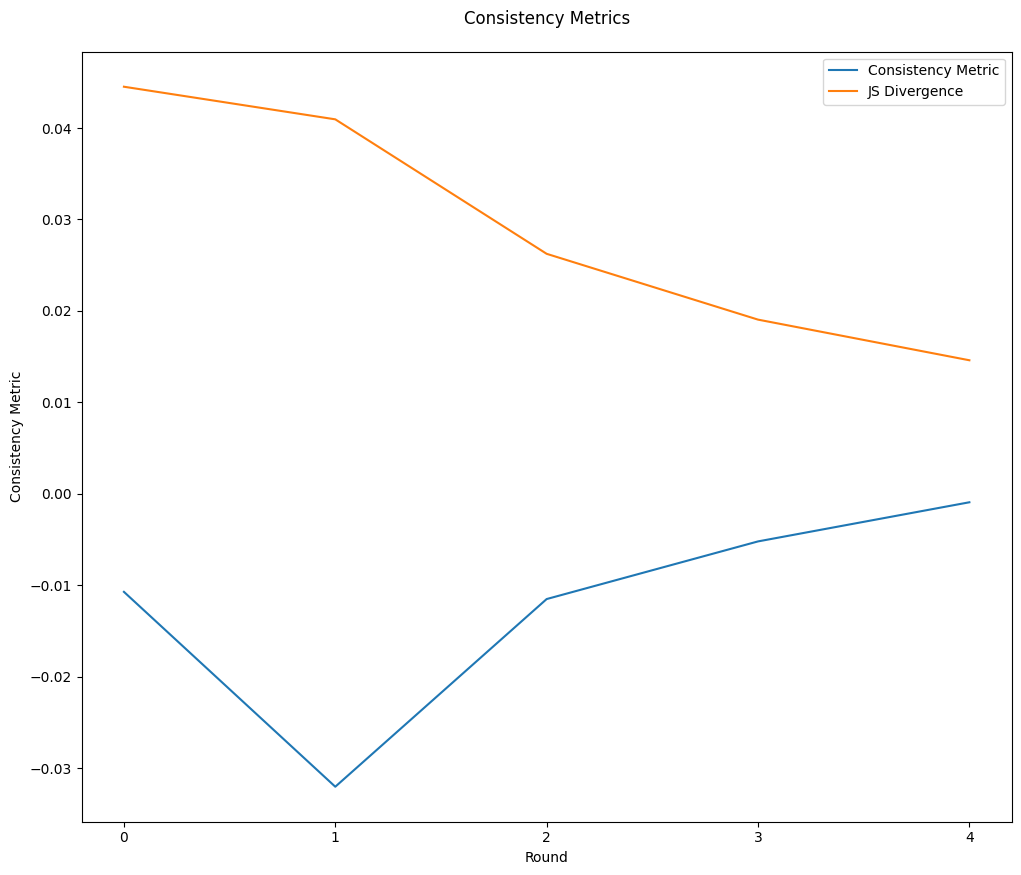 Consistency Metrics
Consistency Metric
JS Divergence
0.04
0.03
0.02
0.01
0.00
−0.01
−0.02
−0.03
Consistency Metric
0 1 2 3 4
Round